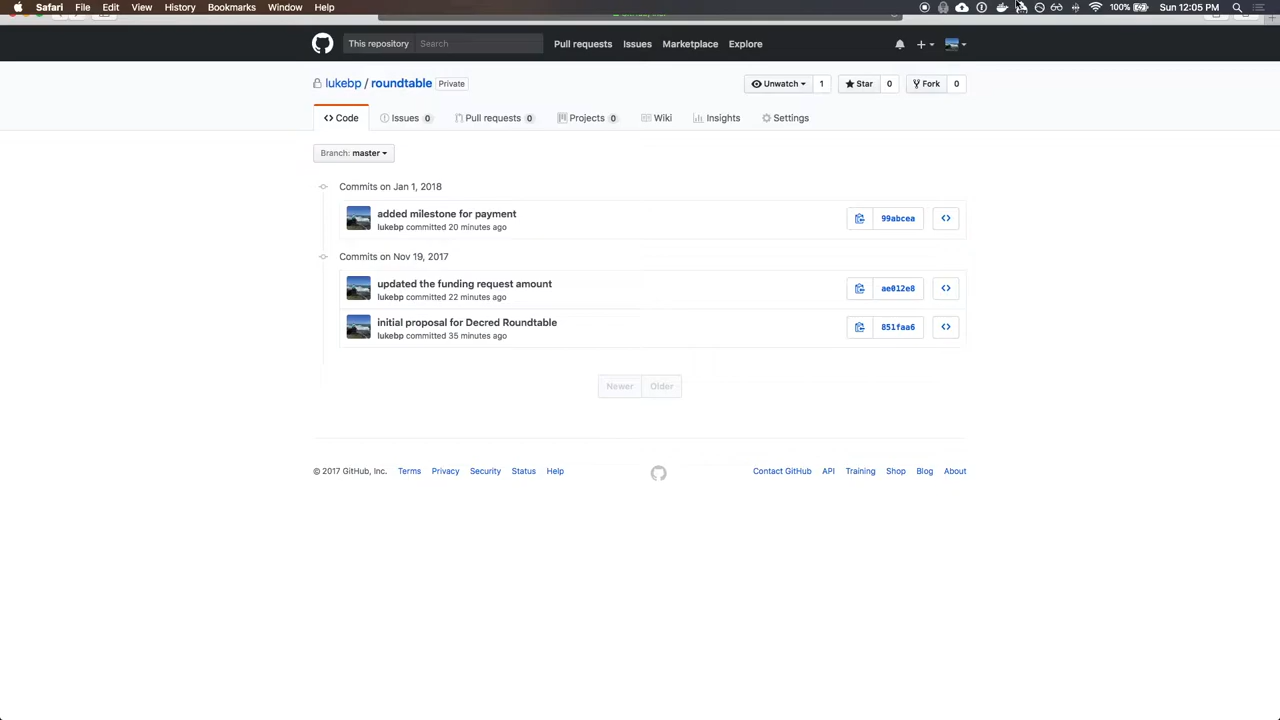 Safari File Edit View History Bookmarks Window Help 100% Sun 12:05 PM
This repository Search Pull requests Issues Marketplace Explore
lukebp / roundtable Private Unwatch 1 Star 0 Fork 0
Code Issues 0 Pull requests 0 Projects 0 Wiki Insights Settings
Branch: master
Commits on Jan 1, 2018
added milestone for payment
lukebp committed 20 minutes ago
99abcea
Commits on Nov 19, 2017
updated the funding request amount
lukebp committed 22 minutes ago
ae012e8
initial proposal for Decred Roundtable
lukebp committed 35 minutes ago
851faa6
Newer Older
© 2017 GitHub, Inc. Terms Privacy Security Status Help Contact GitHub API Training Shop Blog About